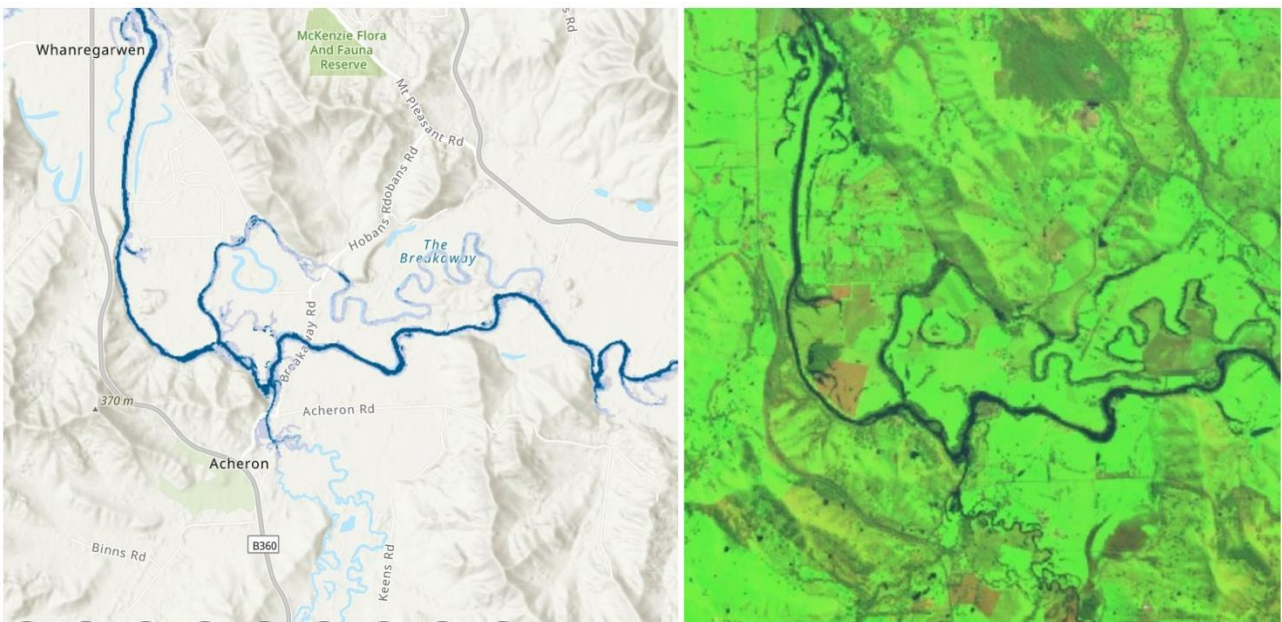 s Rd
Whanregarwen
McKenzie Flora
And Fauna
Reserve
Mt Pleasant Rd
Hobans Rdobans Rd
The
Breakaway
Breakaway Rd
370 m
Acheron Rd
Acheron
B360
Binns Rd
Keens Rd